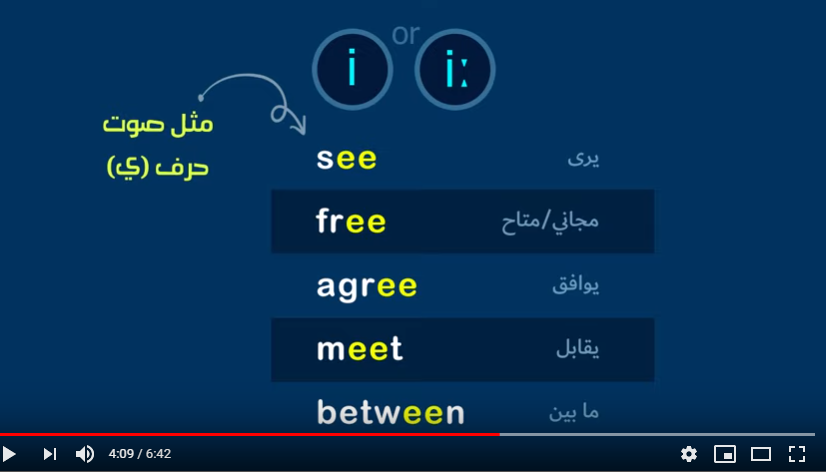 i or iː
مثل صوت
حرف (ي)
see يرى
free مجاني/متاح
agree يوافق
meet يقابل
between ما بين
4:09 / 6:42